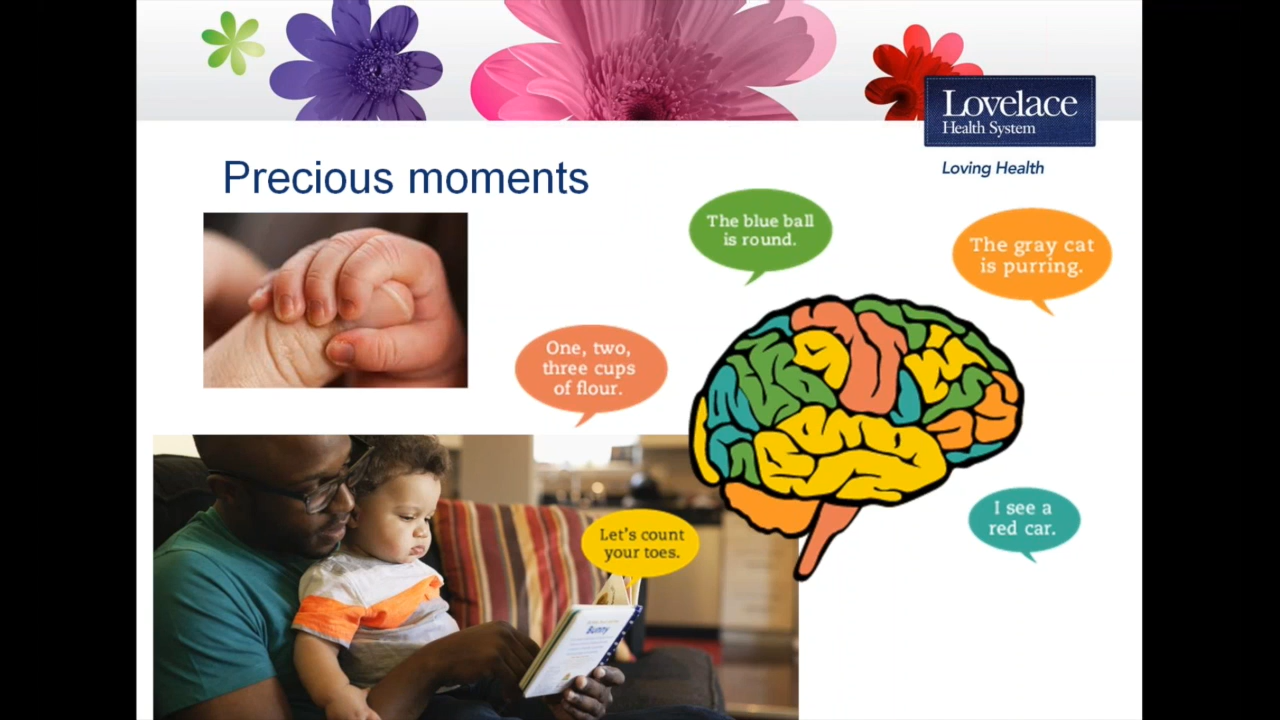 Lovelace
Health System
Loving Health
Precious moments
The blue ball
is round.
The gray cat
is purring.
One, two,
three cups
of flour.
I see a
red car.
Let's count
your toes.
Bunny